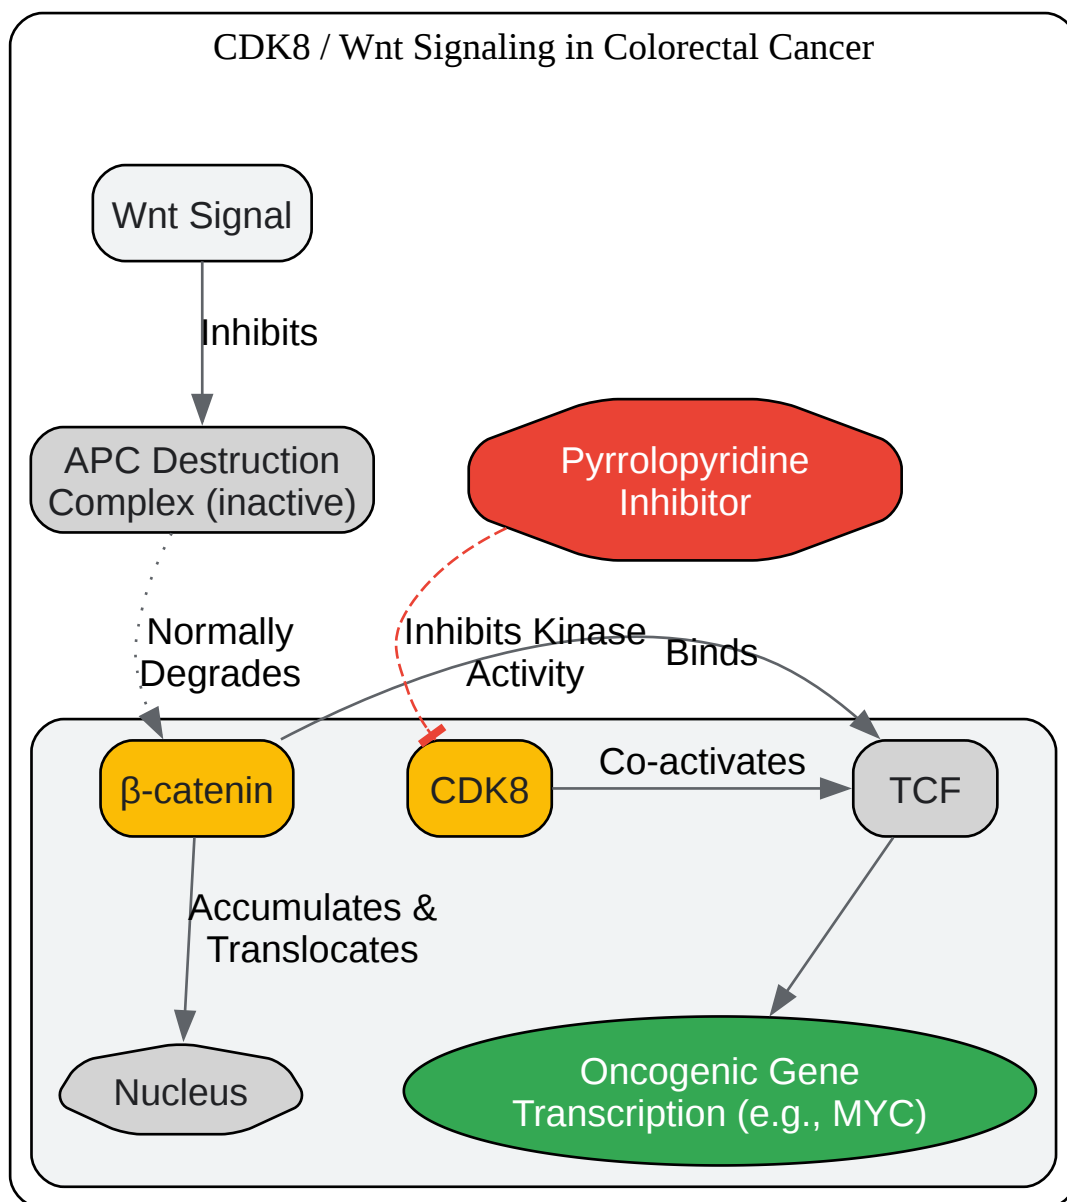 CDK8 / Wnt Signaling in Colorectal Cancer
Wnt Signal
Inhibits
APC Destruction
Complex (inactive)
Pyrrolopyridine
Inhibitor
Normally
Degrades
Inhibits Kinase
Activity
Binds
β-catenin
CDK8
Co-activates
TCF
Accumulates &
Translocates
Nucleus
Oncogenic Gene
Transcription (e.g., MYC)